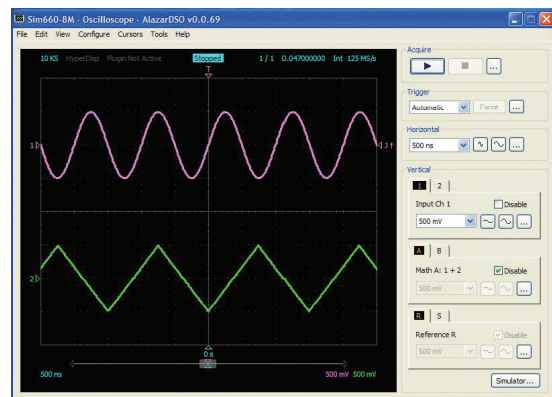 Sim660-8M - Oscilloscope - AlazarDSO v0.0.69
File Edit View Configure Cursors Tools Help
10 KS HyperDisp Plugin Not Active Stopped 1 / 1 0.047000000 Int 125 MS/s
T
1
1
2
0 s
500 ns 500 mV 500 mV
Acquire
...
Trigger
Automatic Force ...
Horizontal
500 ns ...
Vertical
1 2
Input Ch 1 Disable
500 mV ...
A B
Math A: 1 + 2 Disable
500 mV ...
R S
Reference R Disable
500 mV ...
Simulator...